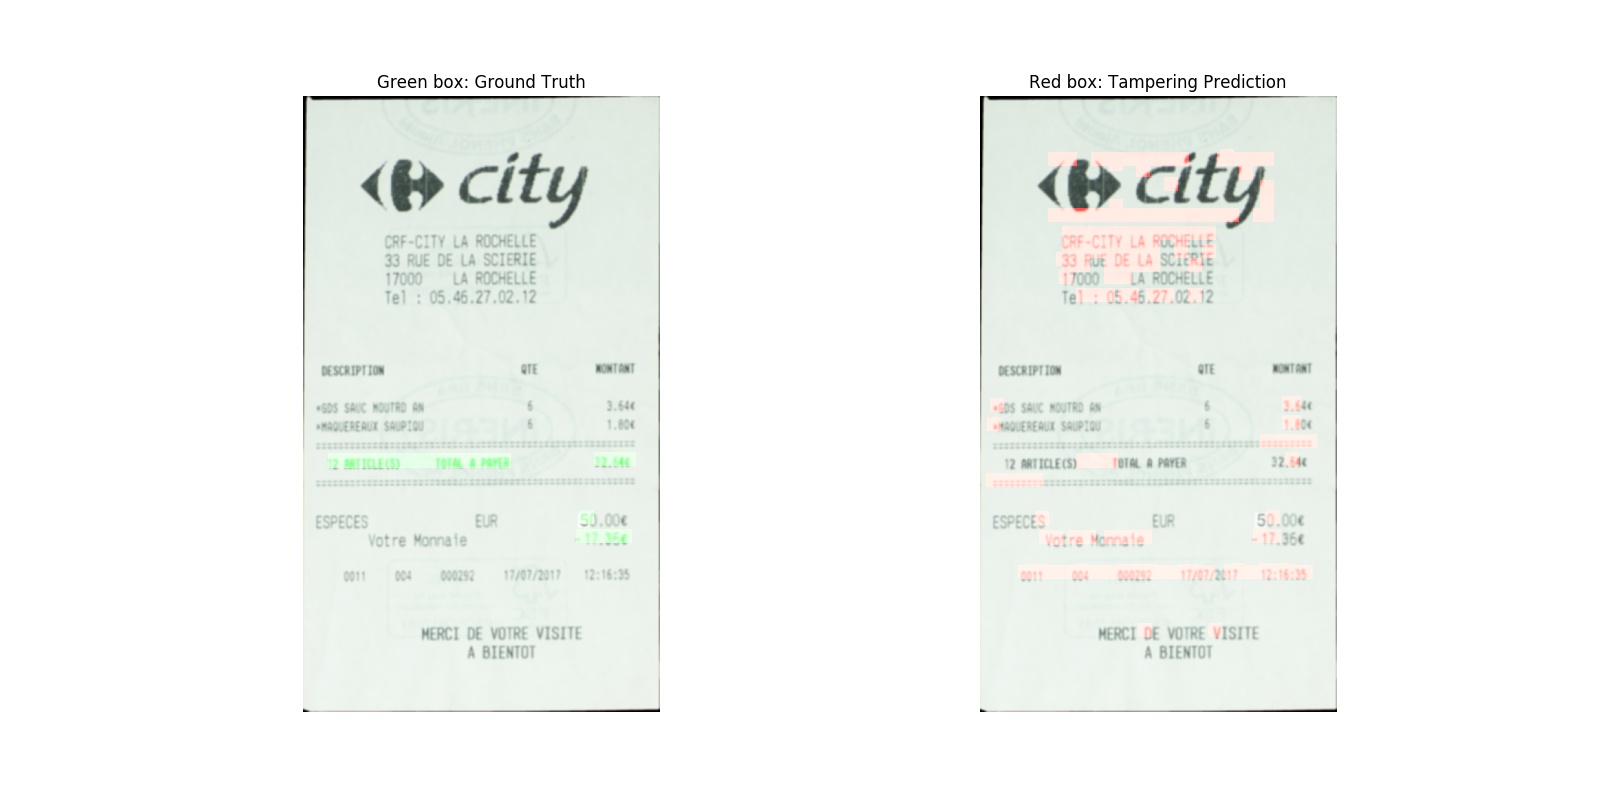 Green box: Ground Truth
city
CRF-CITY LA ROCHELLE
33 RUE DE LA SCIERIE
17000 LA ROCHELLE
Tel : 05.46.27.02.12
DESCRIPTION QTE MONTANT
*GDS SAUC MOUTRD AN 6 3.64€
*MAQUEREAUX SAUPIQU 6 1.80€
12 ARTICLE(S) TOTAL A PAYER 32.64€
ESPECES EUR 50.00€
Votre Monnaie -17.36€
0011 004 000292 17/07/2017 12:16:35
MERCI DE VOTRE VISITE
A BIENTOT
Red box: Tampering Prediction
city
CRF-CITY LA ROCHELLE
33 RUE DE LA SCIERIE
17000 LA ROCHELLE
Tel : 05.46.27.02.12
DESCRIPTION QTE MONTANT
*GDS SAUC MOUTRD AN 6 3.64€
*MAQUEREAUX SAUPIQU 6 1.80€
12 ARTICLE(S) TOTAL A PAYER 32.64€
ESPECES EUR 50.00€
Votre Monnaie -17.36€
0011 004 000292 17/07/2017 12:16:35
MERCI DE VOTRE VISITE
A BIENTOT